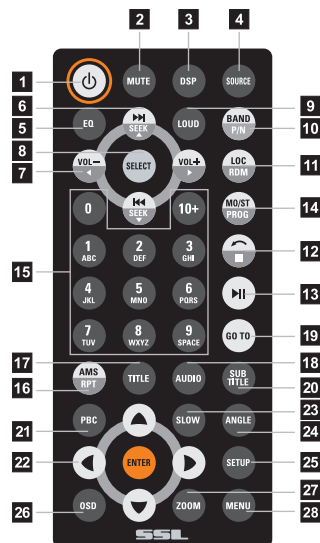 2 3 4
1 MUTE DSP SOURCE
6 SEEK 9
5 EQ LOUD BAND P/N 10
8 SELECT
7 VOL− VOL+ LOC RDM 11
0 SEEK 10+ MO/ST PROG 14
15
1 ABC 2 DEF 3 GHI 12
4 JKL 5 MNO 6 PQRS 13
7 TUV 8 WXYZ 9 SPACE GO TO 19
17 18
16 AMS RPT TITLE AUDIO SUB TITLE 20
23
21 PBC SLOW ANGLE 24
22 ENTER SETUP 25
27
26 OSD ZOOM MENU 28
SSL